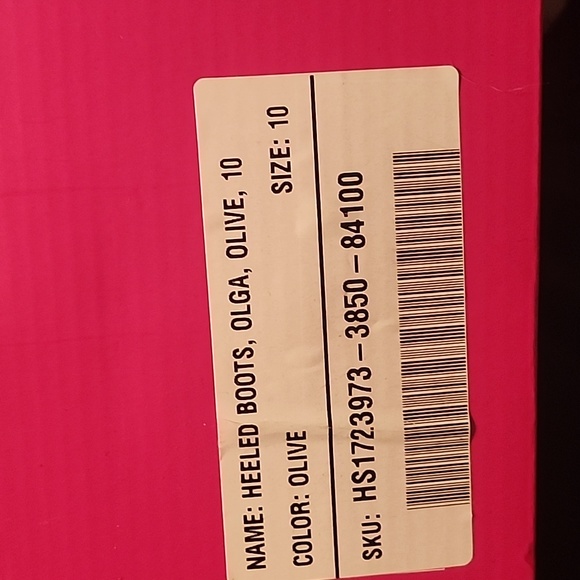 NAME: HEELED BOOTS, OLGA, OLIVE, 10
COLOR: OLIVE SIZE: 10
SKU: HS1723973-3850-84100